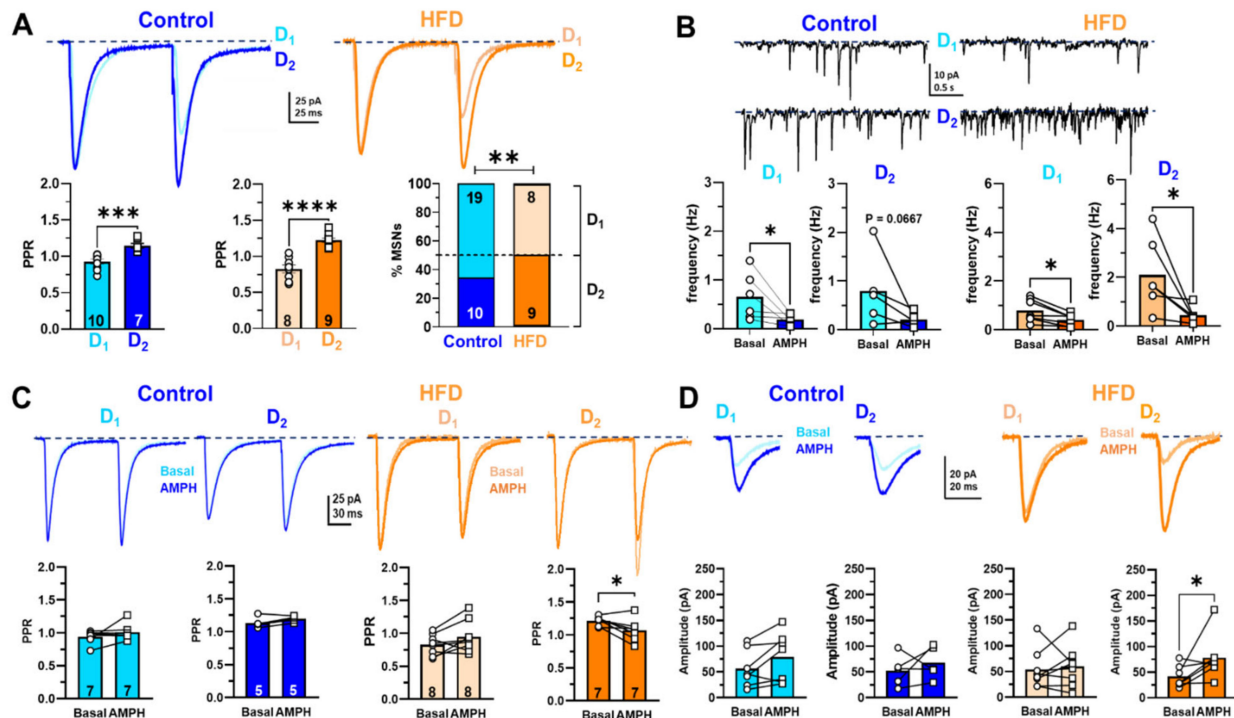 A
Control
HFD
D1
D2
D1
D2
25 pA
25 ms
***
PPR
2.0
1.5
1.0
0.5
0.0
10
7
D1
D2
****
PPR
2.0
1.5
1.0
0.5
0.0
8
9
D1
D2
**
% MSNs
100
80
60
40
20
0
19
8
10
9
D1
D2
Control
HFD
B
Control
HFD
D1
10 pA
0.5 s
D2
D1
frequency (Hz)
3
2
1
0
*
Basal AMPH
D2
frequency (Hz)
3
2
1
0
P = 0.0667
Basal AMPH
D1
frequency (Hz)
6
4
2
0
*
Basal AMPH
D2
frequency (Hz)
6
4
2
0
*
Basal AMPH
C
Control
HFD
D1
D2
D1
D2
Basal
AMPH
25 pA
30 ms
Basal
AMPH
PPR
2.0
1.5
1.0
0.5
0.0
7
7
Basal AMPH
PPR
2.0
1.5
1.0
0.5
0.0
5
5
Basal AMPH
PPR
2.0
1.5
1.0
0.5
0.0
8
8
Basal AMPH
PPR
2.0
1.5
1.0
0.5
0.0
*
7
7
Basal AMPH
D
Control
HFD
D1
D2
D1
D2
Basal
AMPH
20 pA
20 ms
Basal
AMPH
Amplitude (pA)
250
200
150
100
50
0
Basal AMPH
Amplitude (pA)
250
200
150
100
50
0
Basal AMPH
Amplitude (pA)
250
200
150
100
50
0
Basal AMPH
Amplitude (pA)
250
200
150
100
50
0
*
Basal AMPH